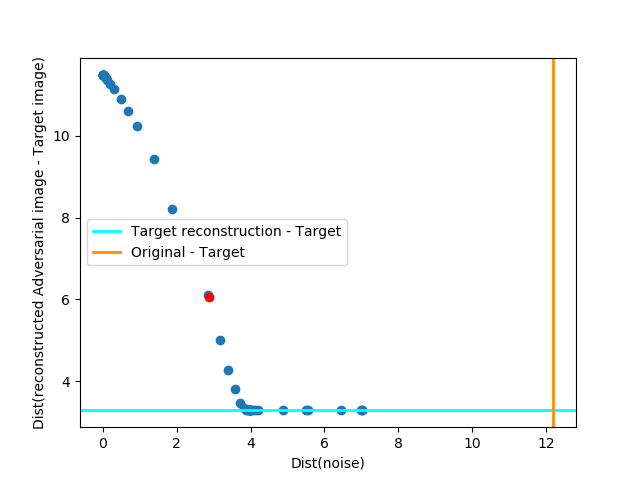 Dist(reconstructed Adversarial image - Target image)
10
8
6
4
Target reconstruction - Target
Original - Target
0 2 4 6 8 10 12
Dist(noise)